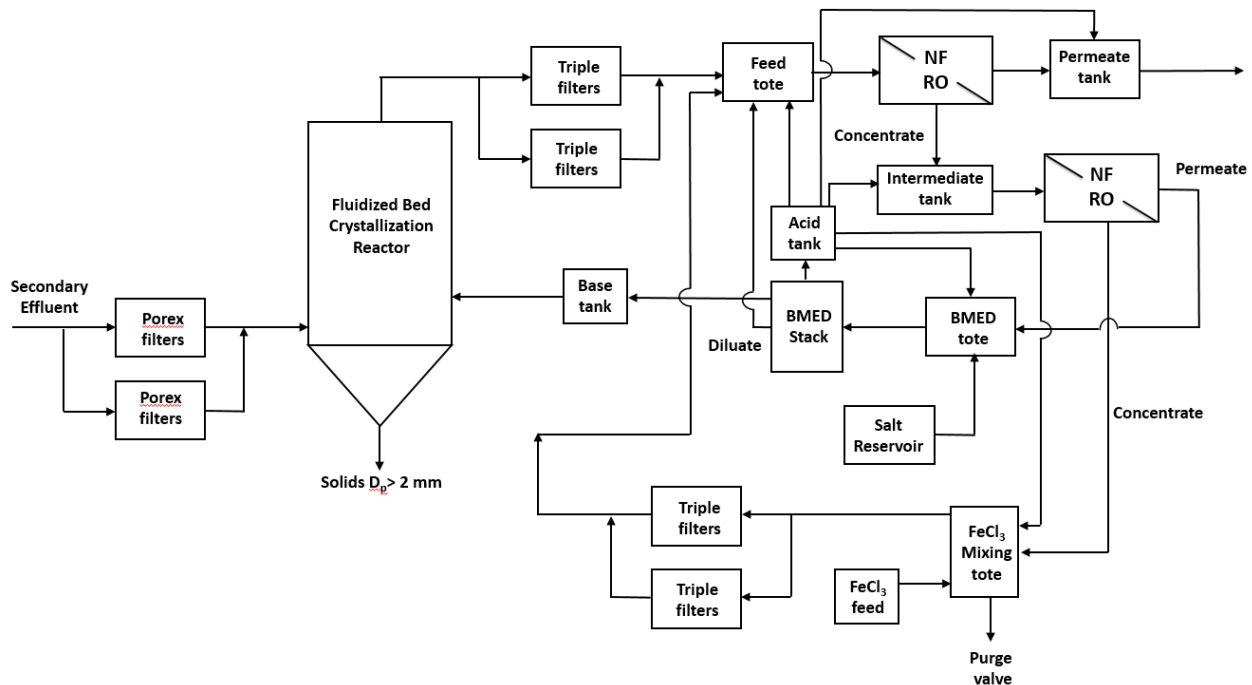 Triple
filters
Triple
filters
Feed
tote
NF
RO
Permeate
tank
Concentrate
Intermediate
tank
NF
RO
Permeate
Fluidized Bed
Crystallization
Reactor
Acid
tank
Secondary
Effluent
Porex
filters
Porex
filters
Base
tank
BMED
Stack
Diluate
BMED
tote
Salt
Reservoir
Concentrate
Solids Dp> 2 mm
Triple
filters
Triple
filters
FeCl3
Mixing
tote
FeCl3
feed
Purge
valve